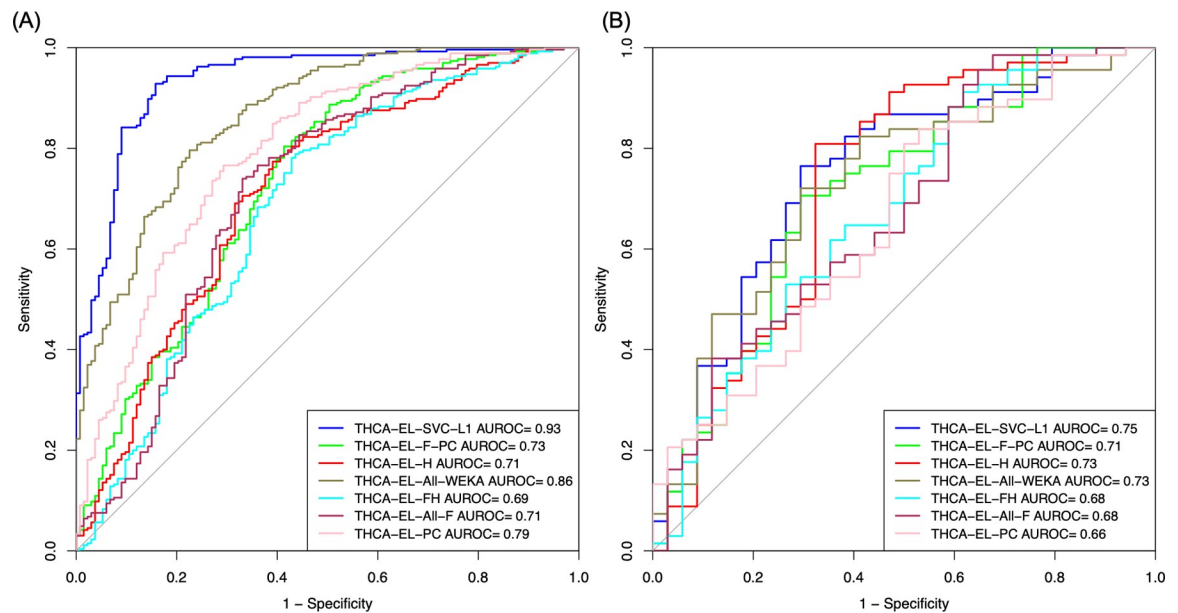 (A)
Sensitivity
1.0
0.8
0.6
0.4
0.2
0.0
THCA−EL−SVC−L1 AUROC= 0.93
THCA−EL−F−PC AUROC= 0.73
THCA−EL−H AUROC= 0.71
THCA−EL−All−WEKA AUROC= 0.86
THCA−EL−FH AUROC= 0.69
THCA−EL−All−F AUROC= 0.71
THCA−EL−PC AUROC= 0.79
0.0 0.2 0.4 0.6 0.8 1.0
1 − Specificity
(B)
Sensitivity
1.0
0.8
0.6
0.4
0.2
0.0
THCA−EL−SVC−L1 AUROC= 0.75
THCA−EL−F−PC AUROC= 0.71
THCA−EL−H AUROC= 0.73
THCA−EL−All−WEKA AUROC= 0.73
THCA−EL−FH AUROC= 0.68
THCA−EL−All−F AUROC= 0.68
THCA−EL−PC AUROC= 0.66
0.0 0.2 0.4 0.6 0.8 1.0
1 − Specificity